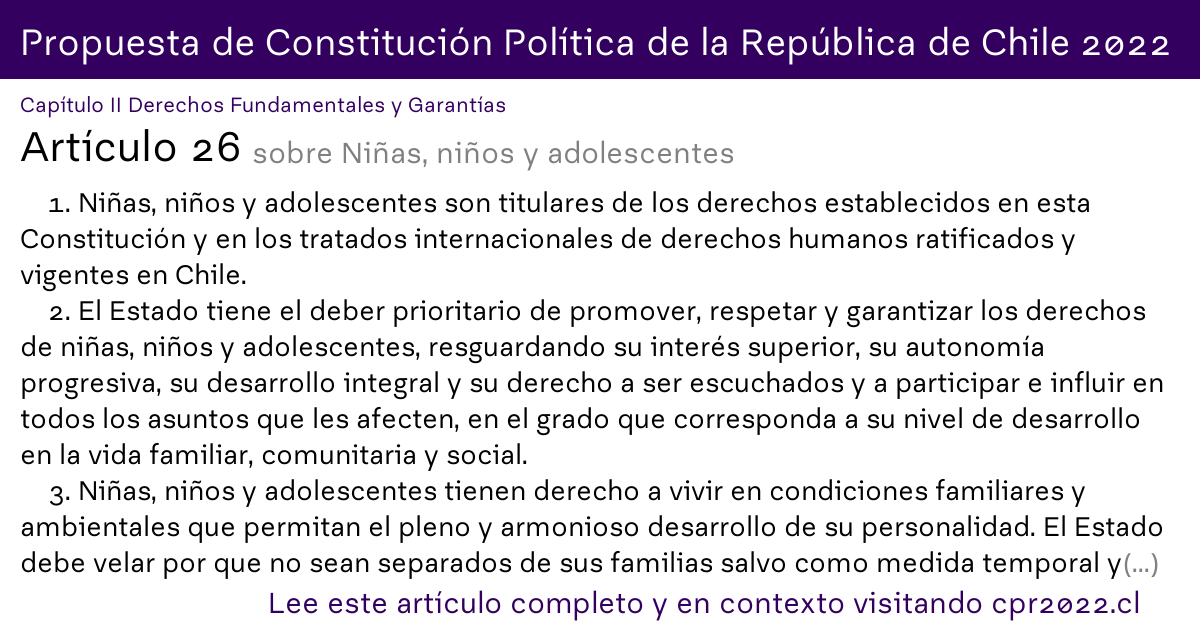 Propuesta de Constitución Política de la República de Chile 2022
Capítulo II Derechos Fundamentales y Garantías
Artículo 26 sobre Niñas, niños y adolescentes
1. Niñas, niños y adolescentes son titulares de los derechos establecidos en esta
Constitución y en los tratados internacionales de derechos humanos ratificados y
vigentes en Chile.
2. El Estado tiene el deber prioritario de promover, respetar y garantizar los derechos
de niñas, niños y adolescentes, resguardando su interés superior, su autonomía
progresiva, su desarrollo integral y su derecho a ser escuchados y a participar e influir en
todos los asuntos que les afecten, en el grado que corresponda a su nivel de desarrollo
en la vida familiar, comunitaria y social.
3. Niñas, niños y adolescentes tienen derecho a vivir en condiciones familiares y
ambientales que permitan el pleno y armonioso desarrollo de su personalidad. El Estado
debe velar por que no sean separados de sus familias salvo como medida temporal y(...)
Lee este artículo completo y en contexto visitando cpr2022.cl